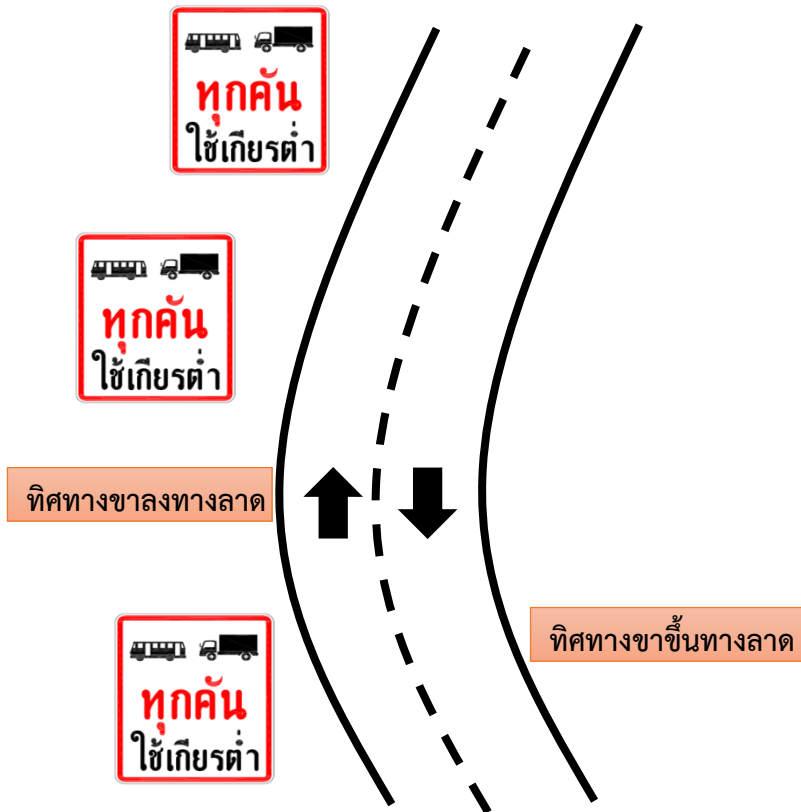 ทุกคัน
ใช้เกียรต่ำ
ทุกคัน
ใช้เกียรต่ำ
ทิศทางขาลงทางลาด
ทิศทางขาขึ้นทางลาด
ทุกคัน
ใช้เกียรต่ำ